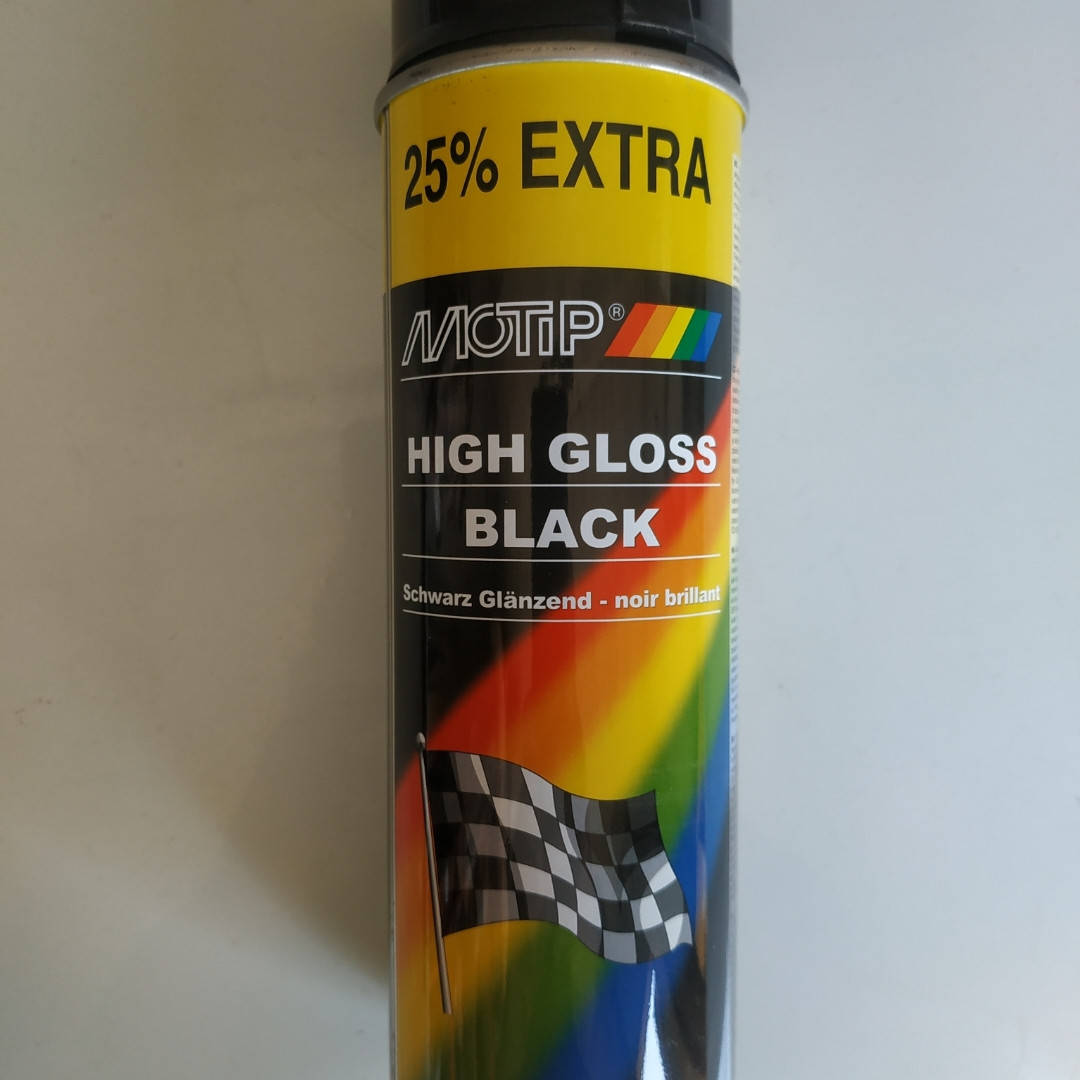 25% EXTRA
MOTIP®
HIGH GLOSS
BLACK
Schwarz Glänzend - noir brillant